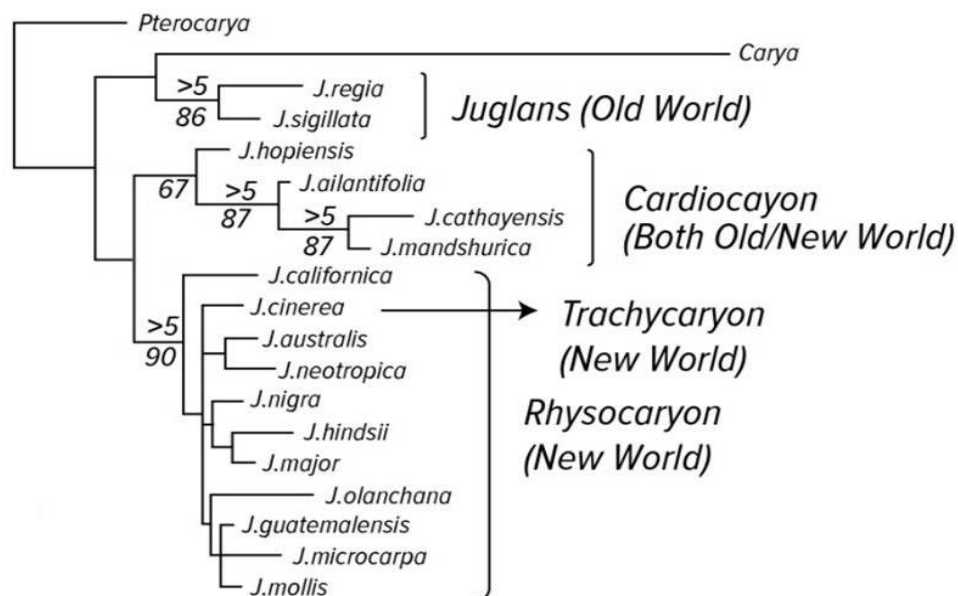 Pterocarya
Carya
>5
86
J.regia
J.sigillata
Juglans (Old World)
J.hopiensis
67
>5
87
J.ailantifolia
>5
87
J.cathayensis
J.mandshurica
Cardiocayon
(Both Old/New World)
J.californica
J.cinerea
Trachycaryon
(New World)
>5
90
J.australis
J.neotropica
J.nigra
J.hindsii
J.major
Rhysocaryon
(New World)
J.olanchana
J.guatemalensis
J.microcarpa
J.mollis